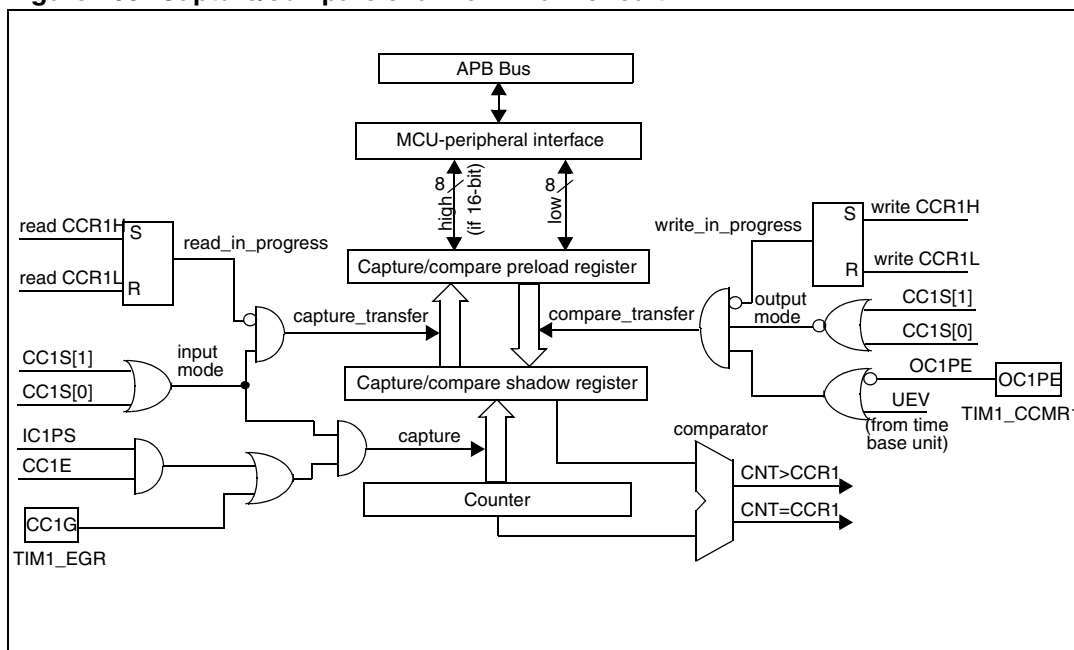 APB Bus
MCU-peripheral interface
8
high
(if 16-bit)
8
low
read CCR1H
S
read_in_progress
read CCR1L
R
write_in_progress
S
write CCR1H
R
write CCR1L
Capture/compare preload register
capture_transfer
compare_transfer
output
mode
CC1S[1]
CC1S[0]
CC1S[1]
CC1S[0]
input
mode
Capture/compare shadow register
OC1PE
OC1PE
UEV
(from time
base unit)
TIM1_CCMR1
IC1PS
CC1E
capture
comparator
CNT>CCR1
CNT=CCR1
Counter
CC1G
TIM1_EGR